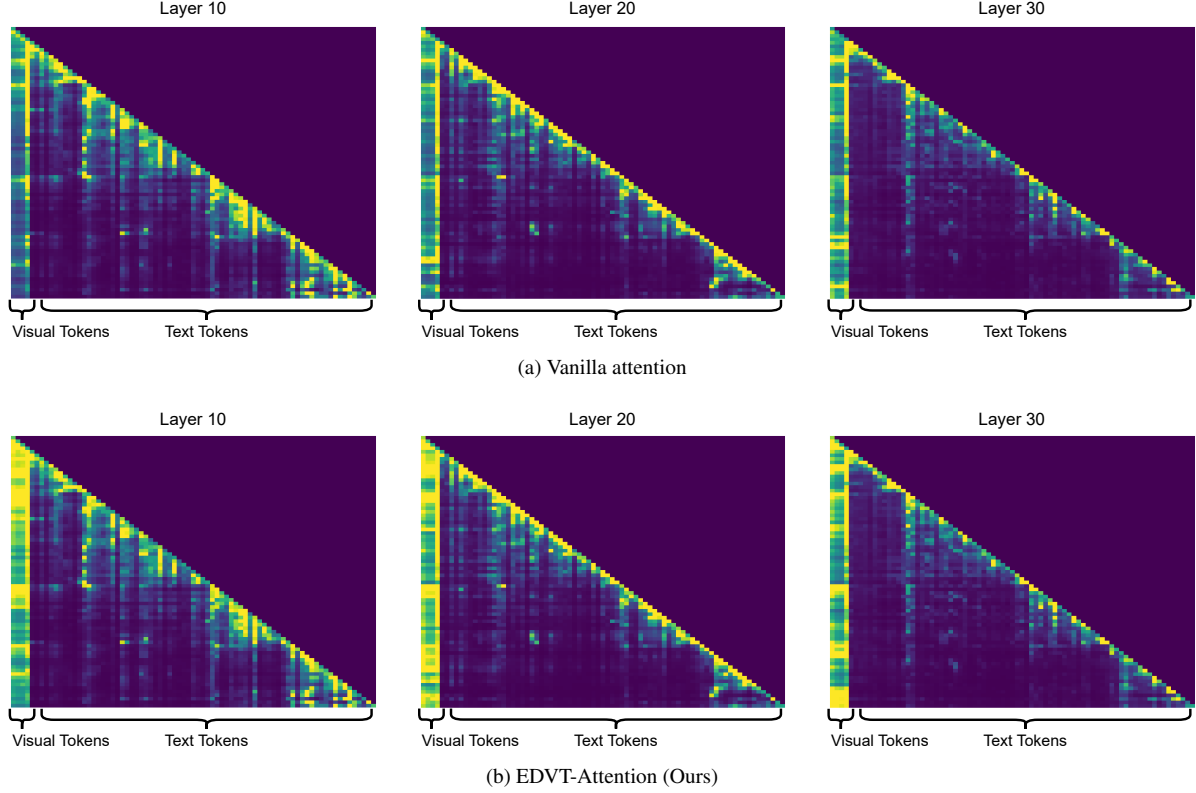 Layer 10
Layer 20
Layer 30
Visual Tokens
Text Tokens
Visual Tokens
Text Tokens
Visual Tokens
Text Tokens
(a) Vanilla attention
Layer 10
Layer 20
Layer 30
Visual Tokens
Text Tokens
Visual Tokens
Text Tokens
Visual Tokens
Text Tokens
(b) EDVT-Attention (Ours)